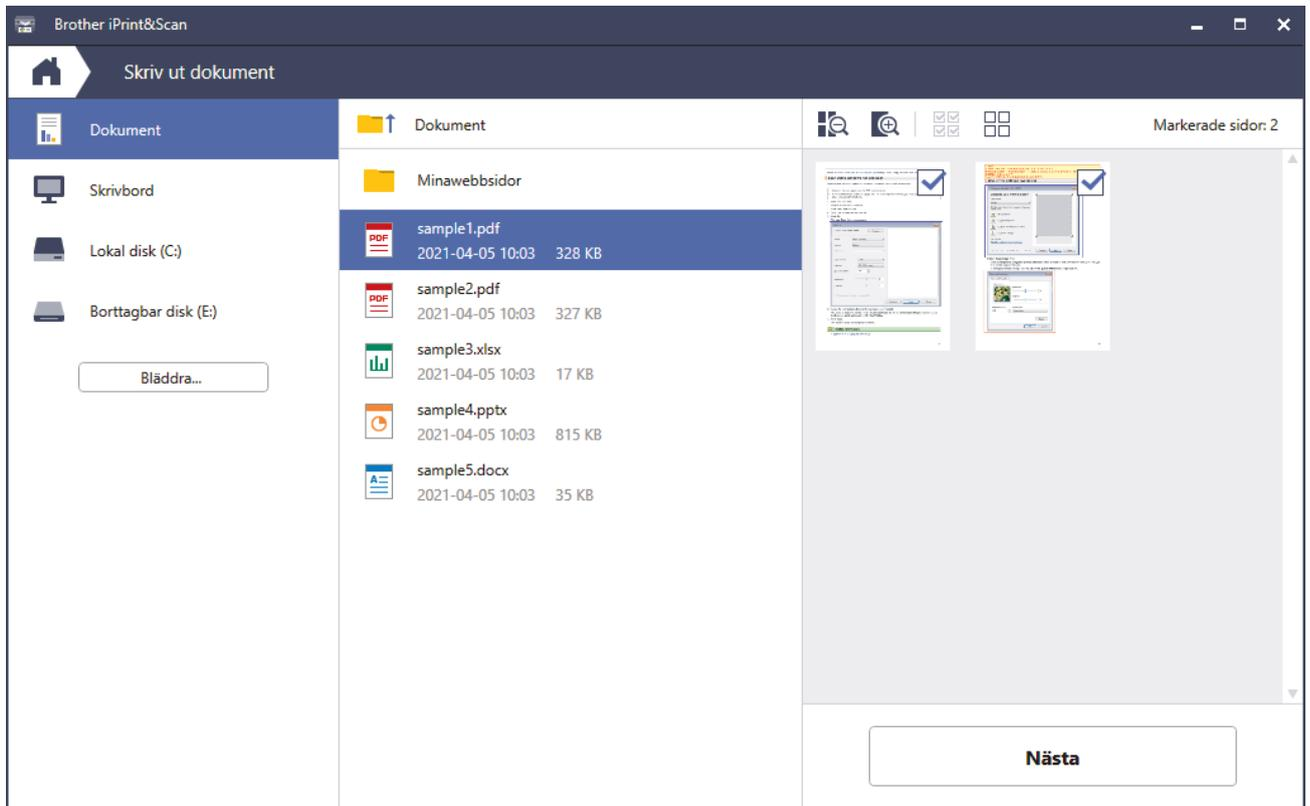 Brother iPrint&Scan
Skriv ut dokument
Dokument
Skrivbord
Lokal disk (C:)
Borttagbar disk (E:)
Bläddra...
Dokument
Minawebbsidor
PDF
sample1.pdf
2021-04-05 10:03 328 KB
PDF
sample2.pdf
2021-04-05 10:03 327 KB
sample3.xlsx
2021-04-05 10:03 17 KB
sample4.pptx
2021-04-05 10:03 815 KB
A
sample5.docx
2021-04-05 10:03 35 KB
Markerade sidor: 2
Nästa